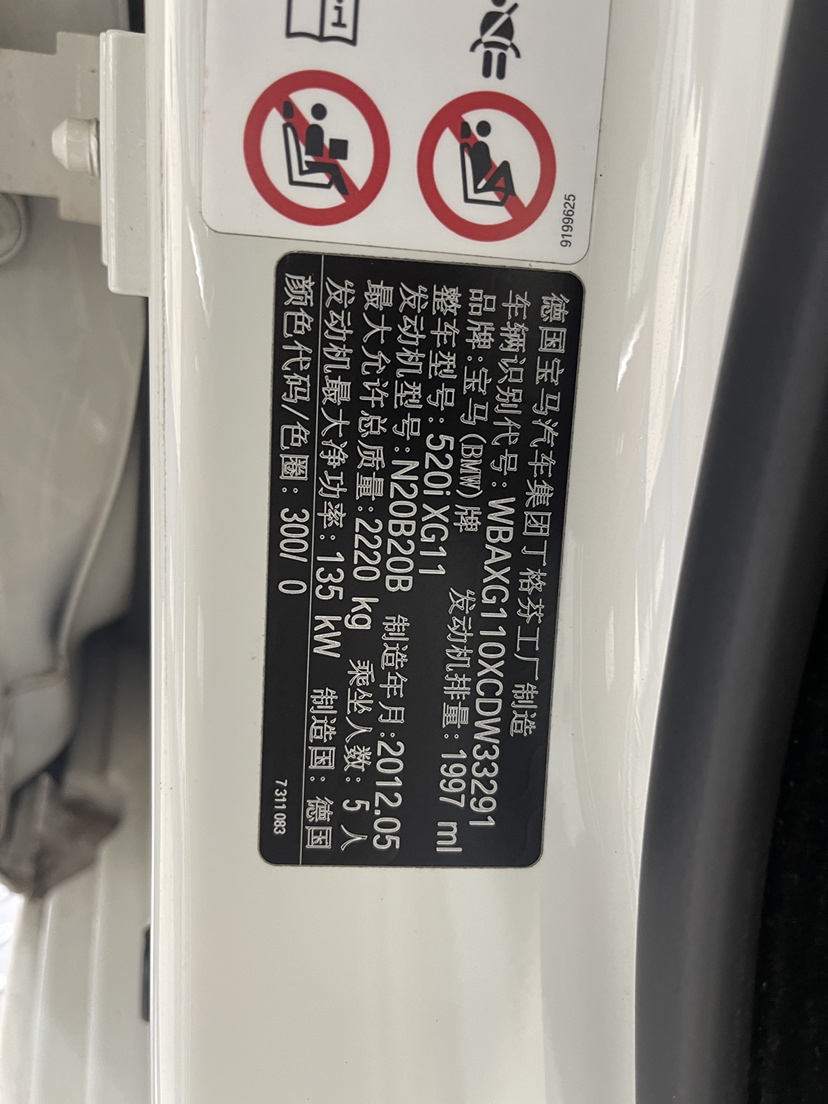 9199625
德国宝马汽车集团丁格芬工厂制造
车辆识别代号:WBAXG110XCDW33291
品牌:宝马(BMW)牌 发动机排量:1997 ml
整车型号:520i XG11
发动机型号:N20B20B 制造年月:2012.05
最大允许总质量:2220 kg 乘坐人数:5人
发动机最大净功率:135 kW 制造国:德国
颜色代码/色圈:300/ 0
7 311 083